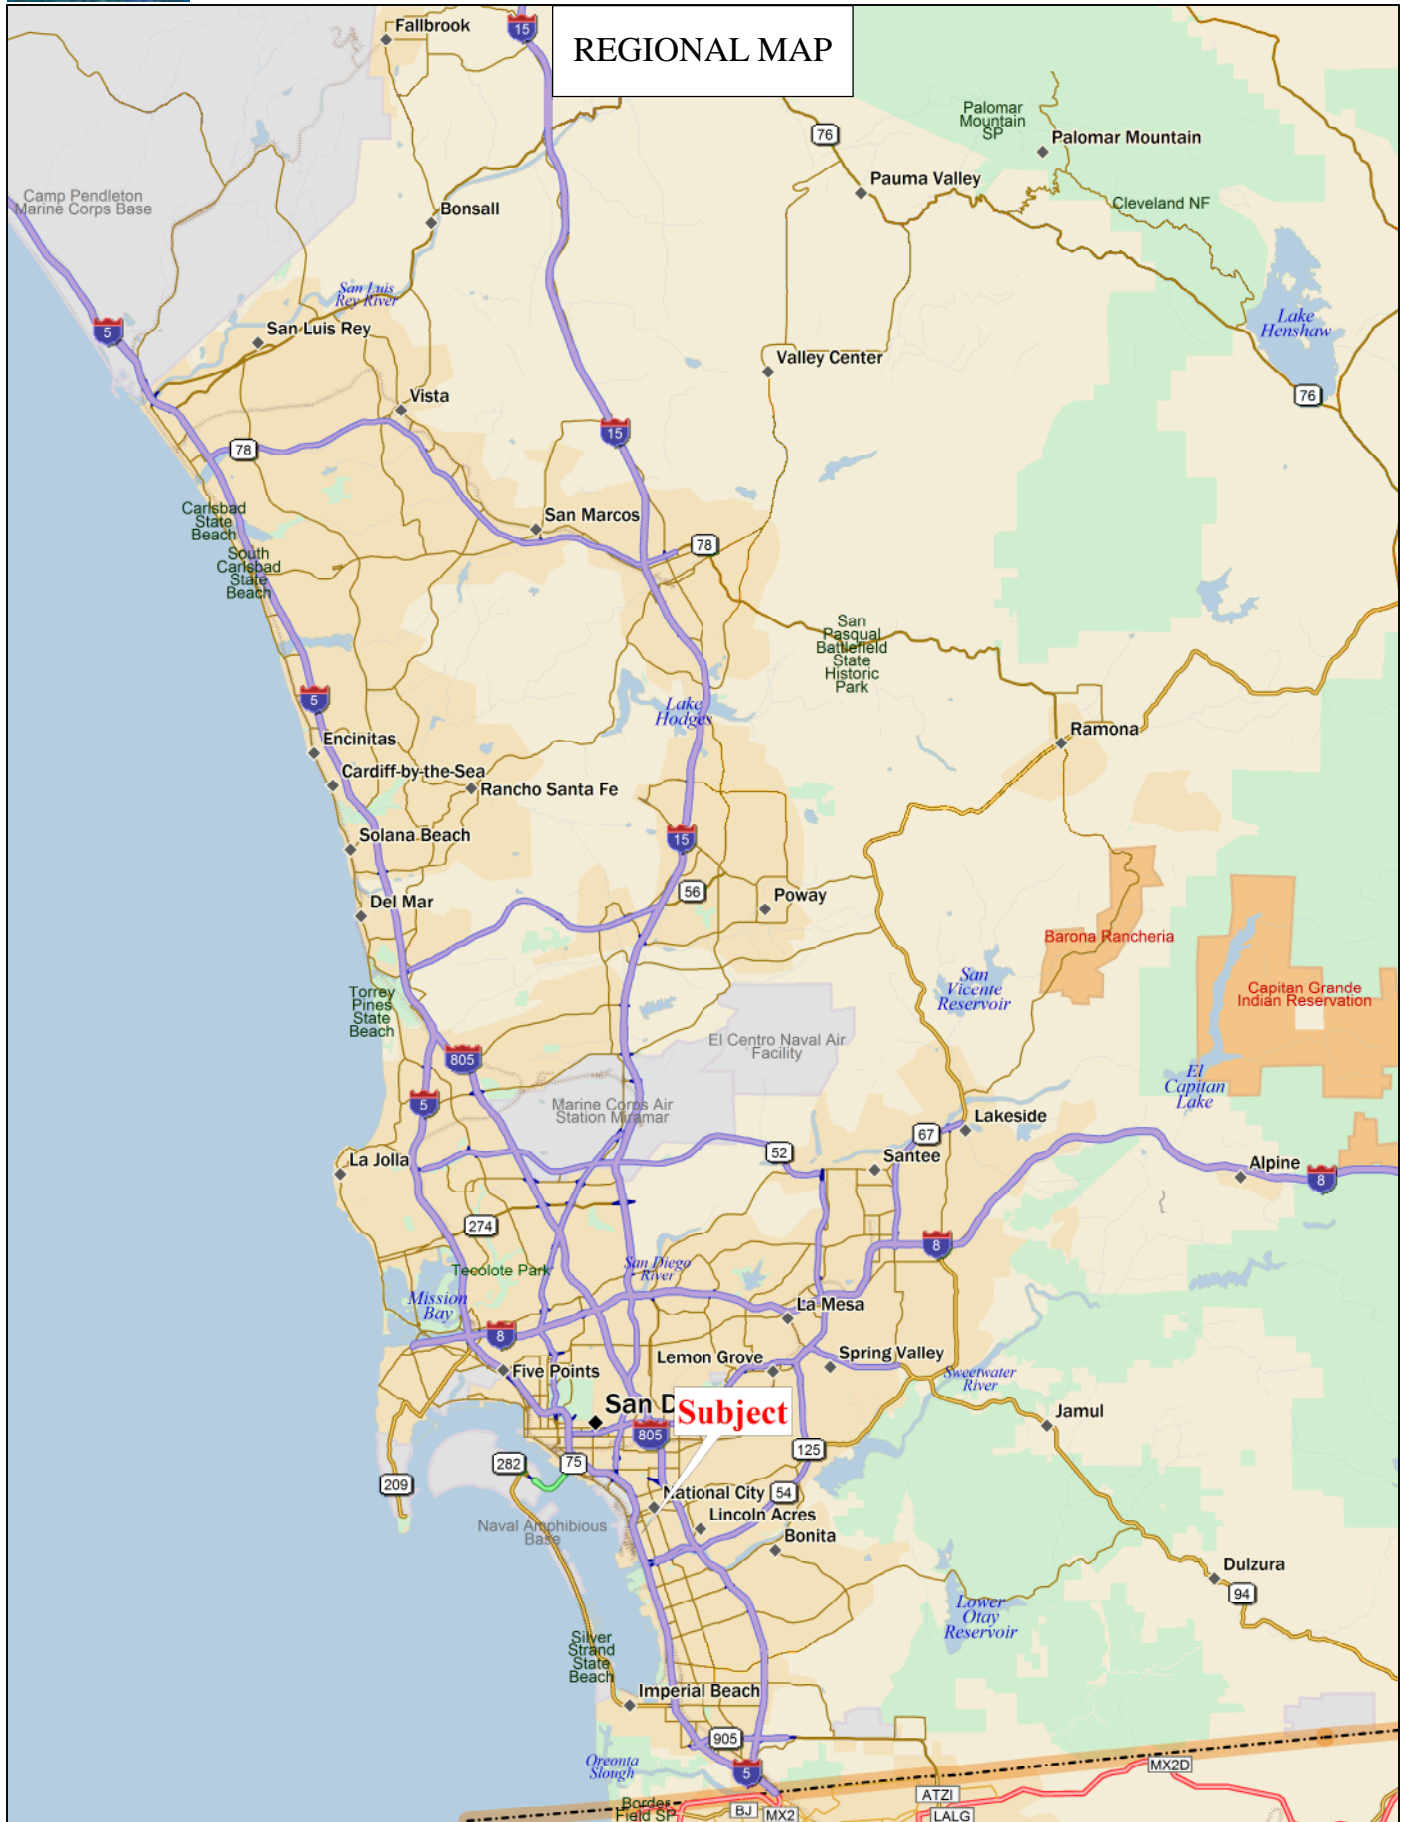 REGIONAL MAP
Fallbrook
15
76
Palomar
Mountain
SP
Palomar Mountain
Pauma Valley
Cleveland NF
Camp Pendleton
Marine Corps Base
Bonsall
San Luis
Rey River
5
San Luis Rey
Lake
Henshaw
Valley Center
76
Vista
15
78
Carlsbad
State
Beach
San Marcos
78
South
Carlsbad
State
Beach
San
Pasqual
Battlefield
State
Historic
Park
5
Lake
Hodges
Ramona
Encinitas
Cardiff-by-the-Sea
Rancho Santa Fe
Solana Beach
15
56
Poway
Del Mar
Barona Rancheria
San
Vicente
Reservoir
Capitan Grande
Indian Reservation
Torrey
Pines
State
Beach
El Centro Naval Air
Facility
805
5
Marine Corps Air
Station Miramar
El
Capitan
Lake
Lakeside
67
52
Santee
La Jolla
Alpine
8
274
8
Tecolote Park
San Diego
River
Mission
Bay
La Mesa
8
Lemon Grove
Spring Valley
Five Points
Sweetwater
River
San D
Subject
Jamul
805
125
282
75
209
National City
54
Lincoln Acres
Naval Amphibious
Base
Bonita
Dulzura
94
Lower
Otay
Reservoir
Silver
Strand
State
Beach
Imperial Beach
905
Oreonta
Slough
5
MX2D
ATZI
Border
Field SP
BJ
MX2
LALG